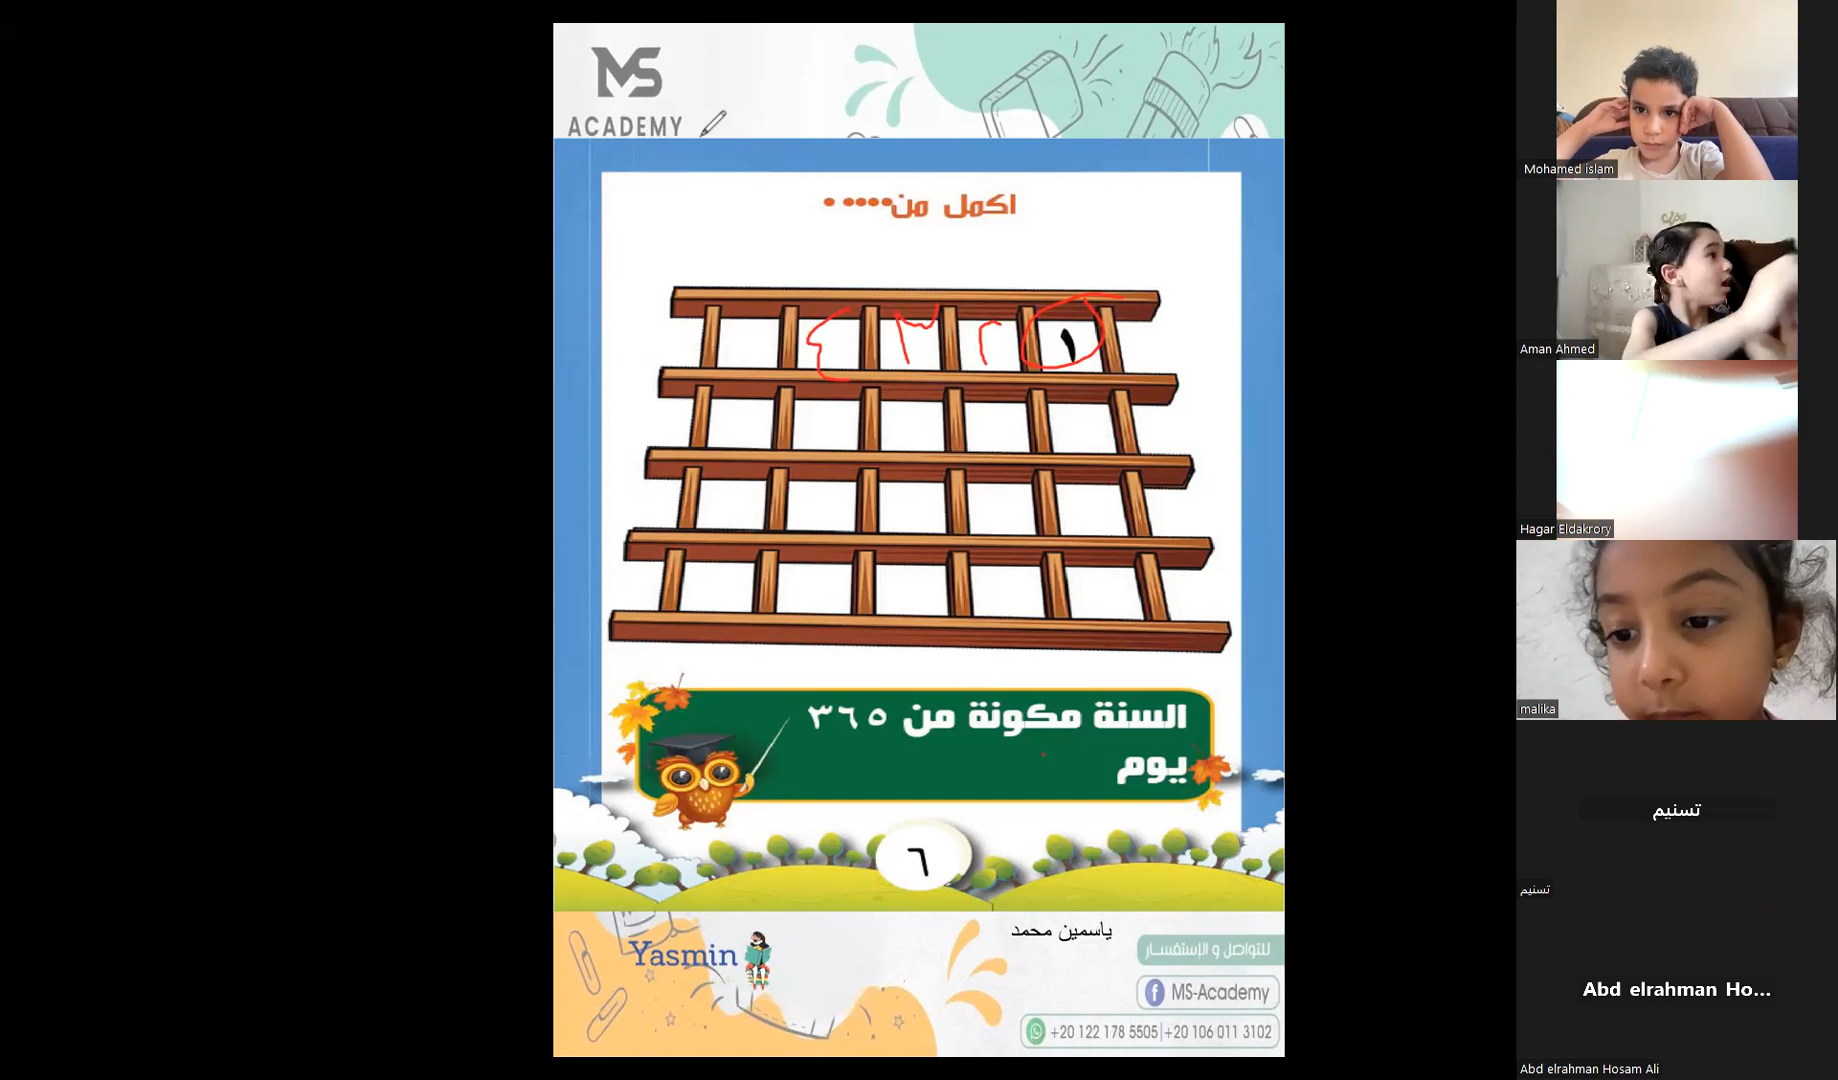 MS
ACADEMY
اكمل من•••• •
١ ٢ ٣ ٤
السنة مكونة من ٣٦٥
يوم
٦
ياسمين محمد
Yasmin
للتواصل و الإستفسار
MS-Academy
+20 122 178 5505 | +20 106 011 3102
Mohamed islam
Aman Ahmed
Hagar Eldakrory
malika
تسنيم
تسنيم
Abd elrahman Ho...
Abd elrahman Hosam Ali